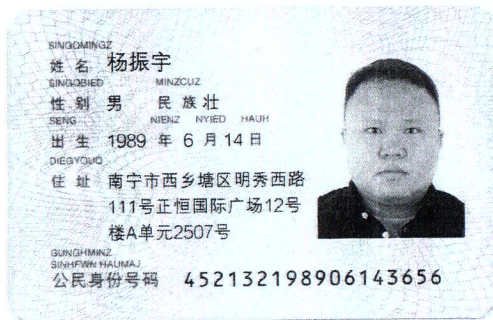 SINGQMINGZ
姓 名 杨振宇
SINGQBIED MINZCUZ
性 别 男 民 族 壮
SENG NIENZ NYIED HAUH
出 生 1989 年 6 月 14 日
DIEGYOUQ
住 址 南宁市西乡塘区明秀西路
111号正恒国际广场12号
楼A单元2507号
GUNGHMINZ
SINHFWN HAUMAJ
公民身份号码 452132198906143656